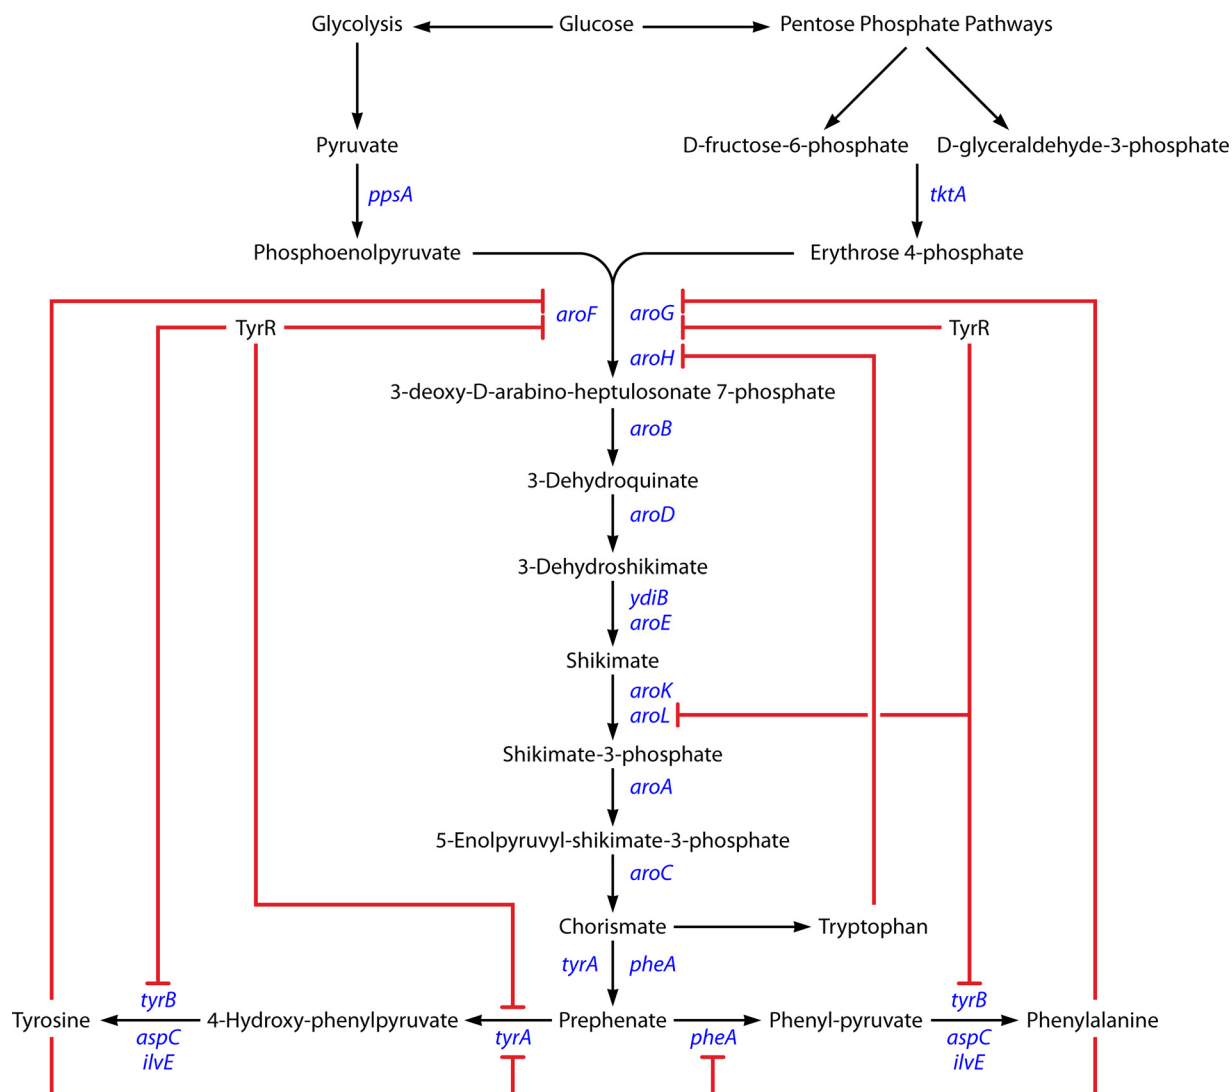 Glycolysis Glucose Pentose Phosphate Pathways
Pyruvate D-fructose-6-phosphate D-glyceraldehyde-3-phosphate
ppsA tktA
Phosphoenolpyruvate Erythrose 4-phosphate
aroF aroG
TyrR TyrR
aroH
3-deoxy-D-arabino-heptulosonate 7-phosphate
aroB
3-Dehydroquinate
aroD
3-Dehydroshikimate
ydiB
aroE
Shikimate
aroK
aroL
Shikimate-3-phosphate
aroA
5-Enolpyruvyl-shikimate-3-phosphate
aroC
Chorismate Tryptophan
tyrA pheA
tyrB tyrB
Tyrosine 4-Hydroxy-phenylpyruvate Prephenate Phenyl-pyruvate Phenylalanine
aspC tyrA pheA aspC
ilvE ilvE